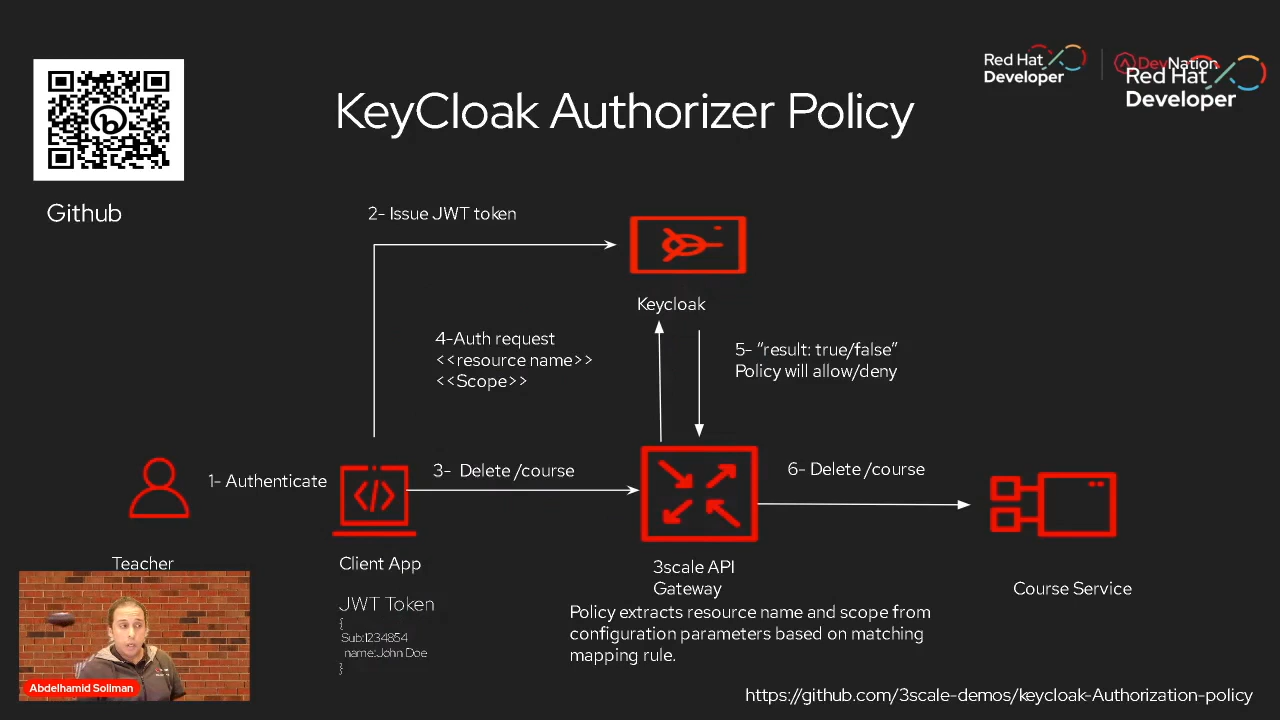 Red Hat
Developer
DevNation
Red Hat
Developer
KeyCloak Authorizer Policy
Github
2- Issue JWT token
Keycloak
4-Auth request
<<resource name>>
<<Scope>>
5- “result: true/false”
Policy will allow/deny
1- Authenticate
3- Delete /course
6- Delete /course
Teacher
Client App
3scale API
Gateway
Course Service
JWT Token
{
Sub:1234854
name:John Doe
}
Policy extracts resource name and scope from
configuration parameters based on matching
mapping rule.
Abdelhamid Soliman
https://github.com/3scale-demos/keycloak-Authorization-policy